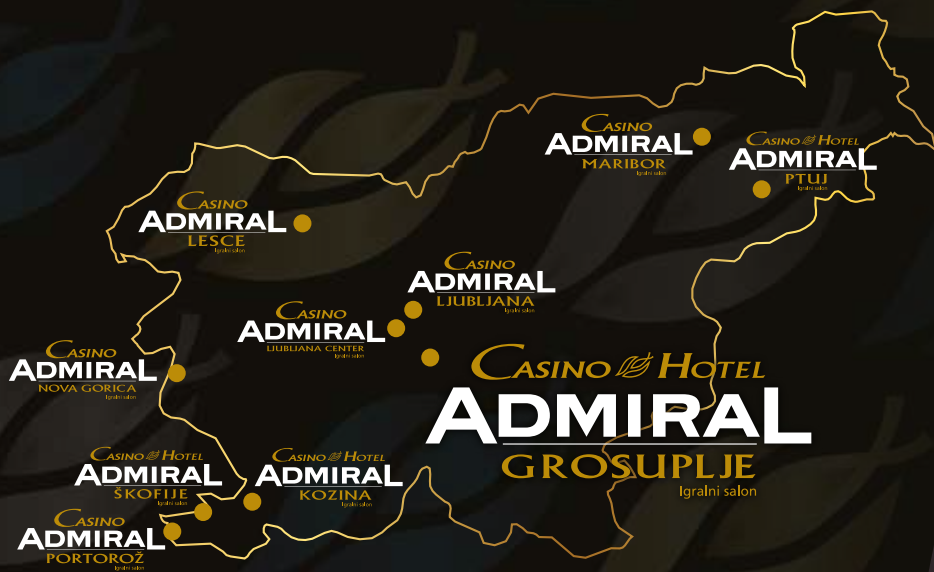 CASINO
ADMIRAL
MARIBOR
Igralni salon
CASINO HOTEL
ADMIRAL
PTUJ
Igralni salon
CASINO
ADMIRAL
LESCE
Igralni salon
CASINO
ADMIRAL
LJUBLJANA
Igralni salon
CASINO
ADMIRAL
LJUBLJANA CENTER
Igralni salon
CASINO
ADMIRAL
NOVA GORICA
Igralni salon
CASINO HOTEL
ADMIRAL
GROSUPLJE
Igralni salon
CASINO HOTEL
ADMIRAL
ŠKOFIJE
Igralni salon
CASINO HOTEL
ADMIRAL
KOZINA
Igralni salon
CASINO
ADMIRAL
PORTOROŽ
Igralni salon